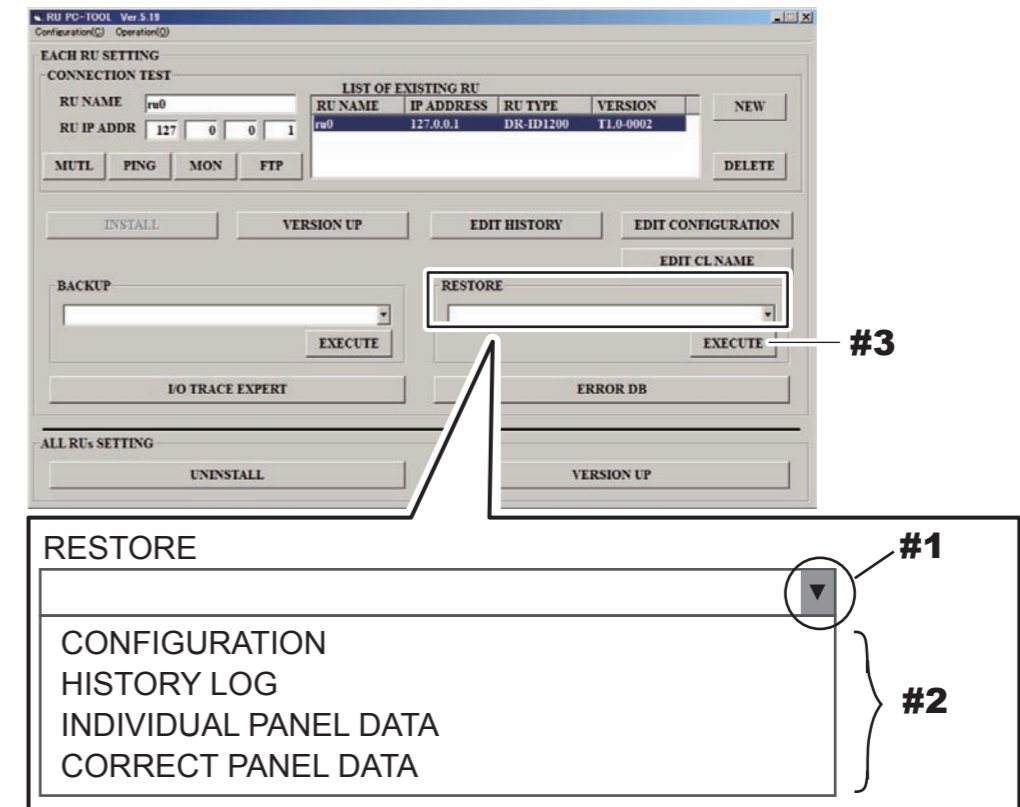 RU PC-TOOL Ver.5.19
Configuration(C) Operation(O)
EACH RU SETTING
CONNECTION TEST
RU NAME ru0
RU IP ADDR 127 0 0 1
MUTL PING MON FTP
LIST OF EXISTING RU
RU NAME IP ADDRESS RU TYPE VERSION
ru0 127.0.0.1 DR-ID1200 T1.0-0002
NEW
DELETE
INSTALL VERSION UP EDIT HISTORY EDIT CONFIGURATION
EDIT CL NAME
BACKUP
EXECUTE
RESTORE
EXECUTE
#3
I/O TRACE EXPERT ERROR DB
ALL RUs SETTING
UNINSTALL VERSION UP
RESTORE
#1
▼
CONFIGURATION
HISTORY LOG
INDIVIDUAL PANEL DATA
CORRECT PANEL DATA
#2